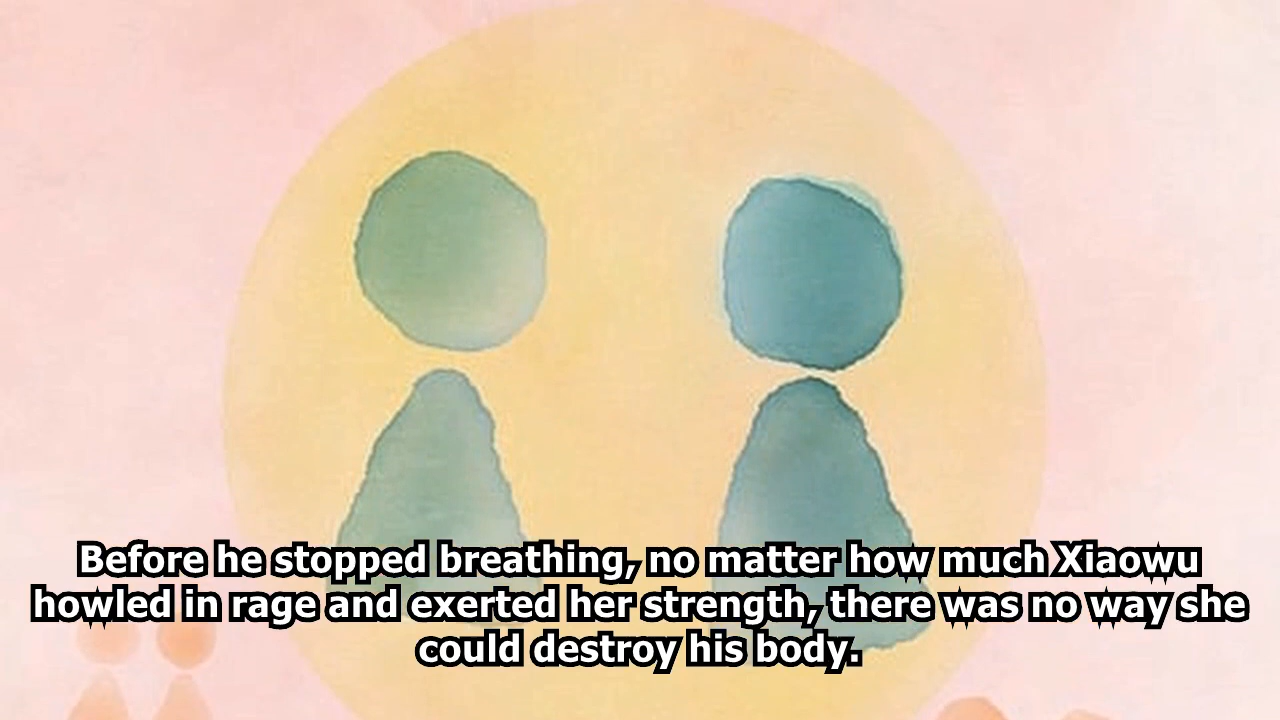 Before he stopped breathing, no matter how much Xiaowu
howled in rage and exerted her strength, there was no way she
could destroy his body.